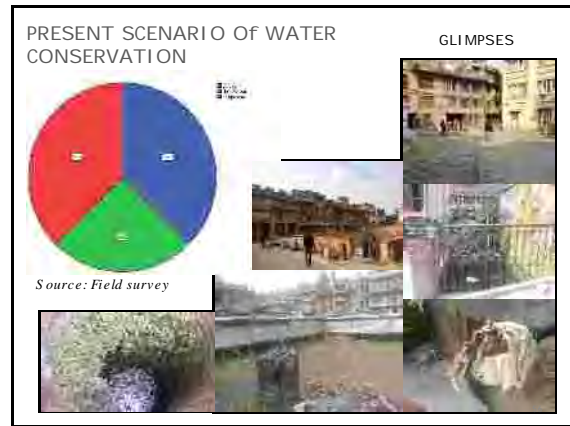 PRESENT SCENARIO Of WATER
CONSERVATION
GLIMPSES
Source: Field survey